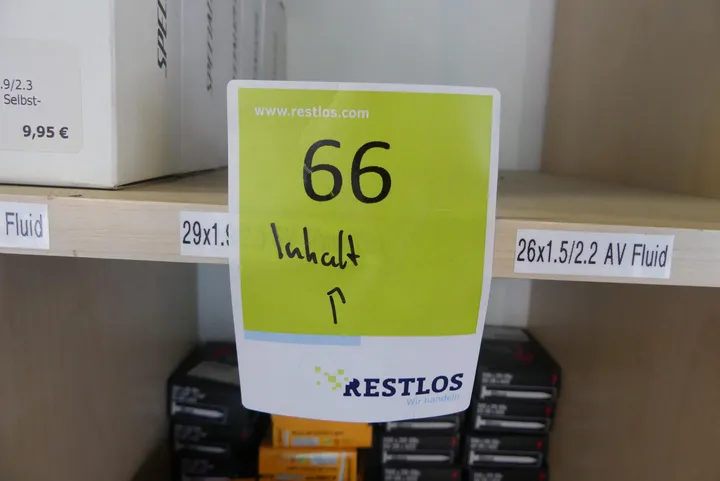 .9/2.3
Selbst-
9,95 €
www.restlos.com
66
Inhalt
Fluid
29x1.9
26x1.5/2.2 AV Fluid
RESTLOS
Wir handeln!